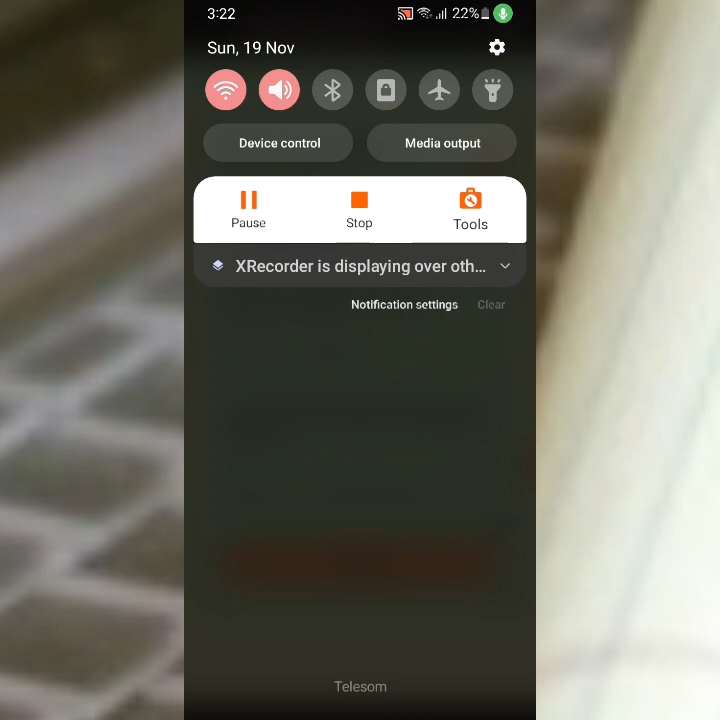 3:22 22%
Sun, 19 Nov
Device control Media output
Pause Stop Tools
XRecorder is displaying over oth...
Notification settings Clear
Telesom